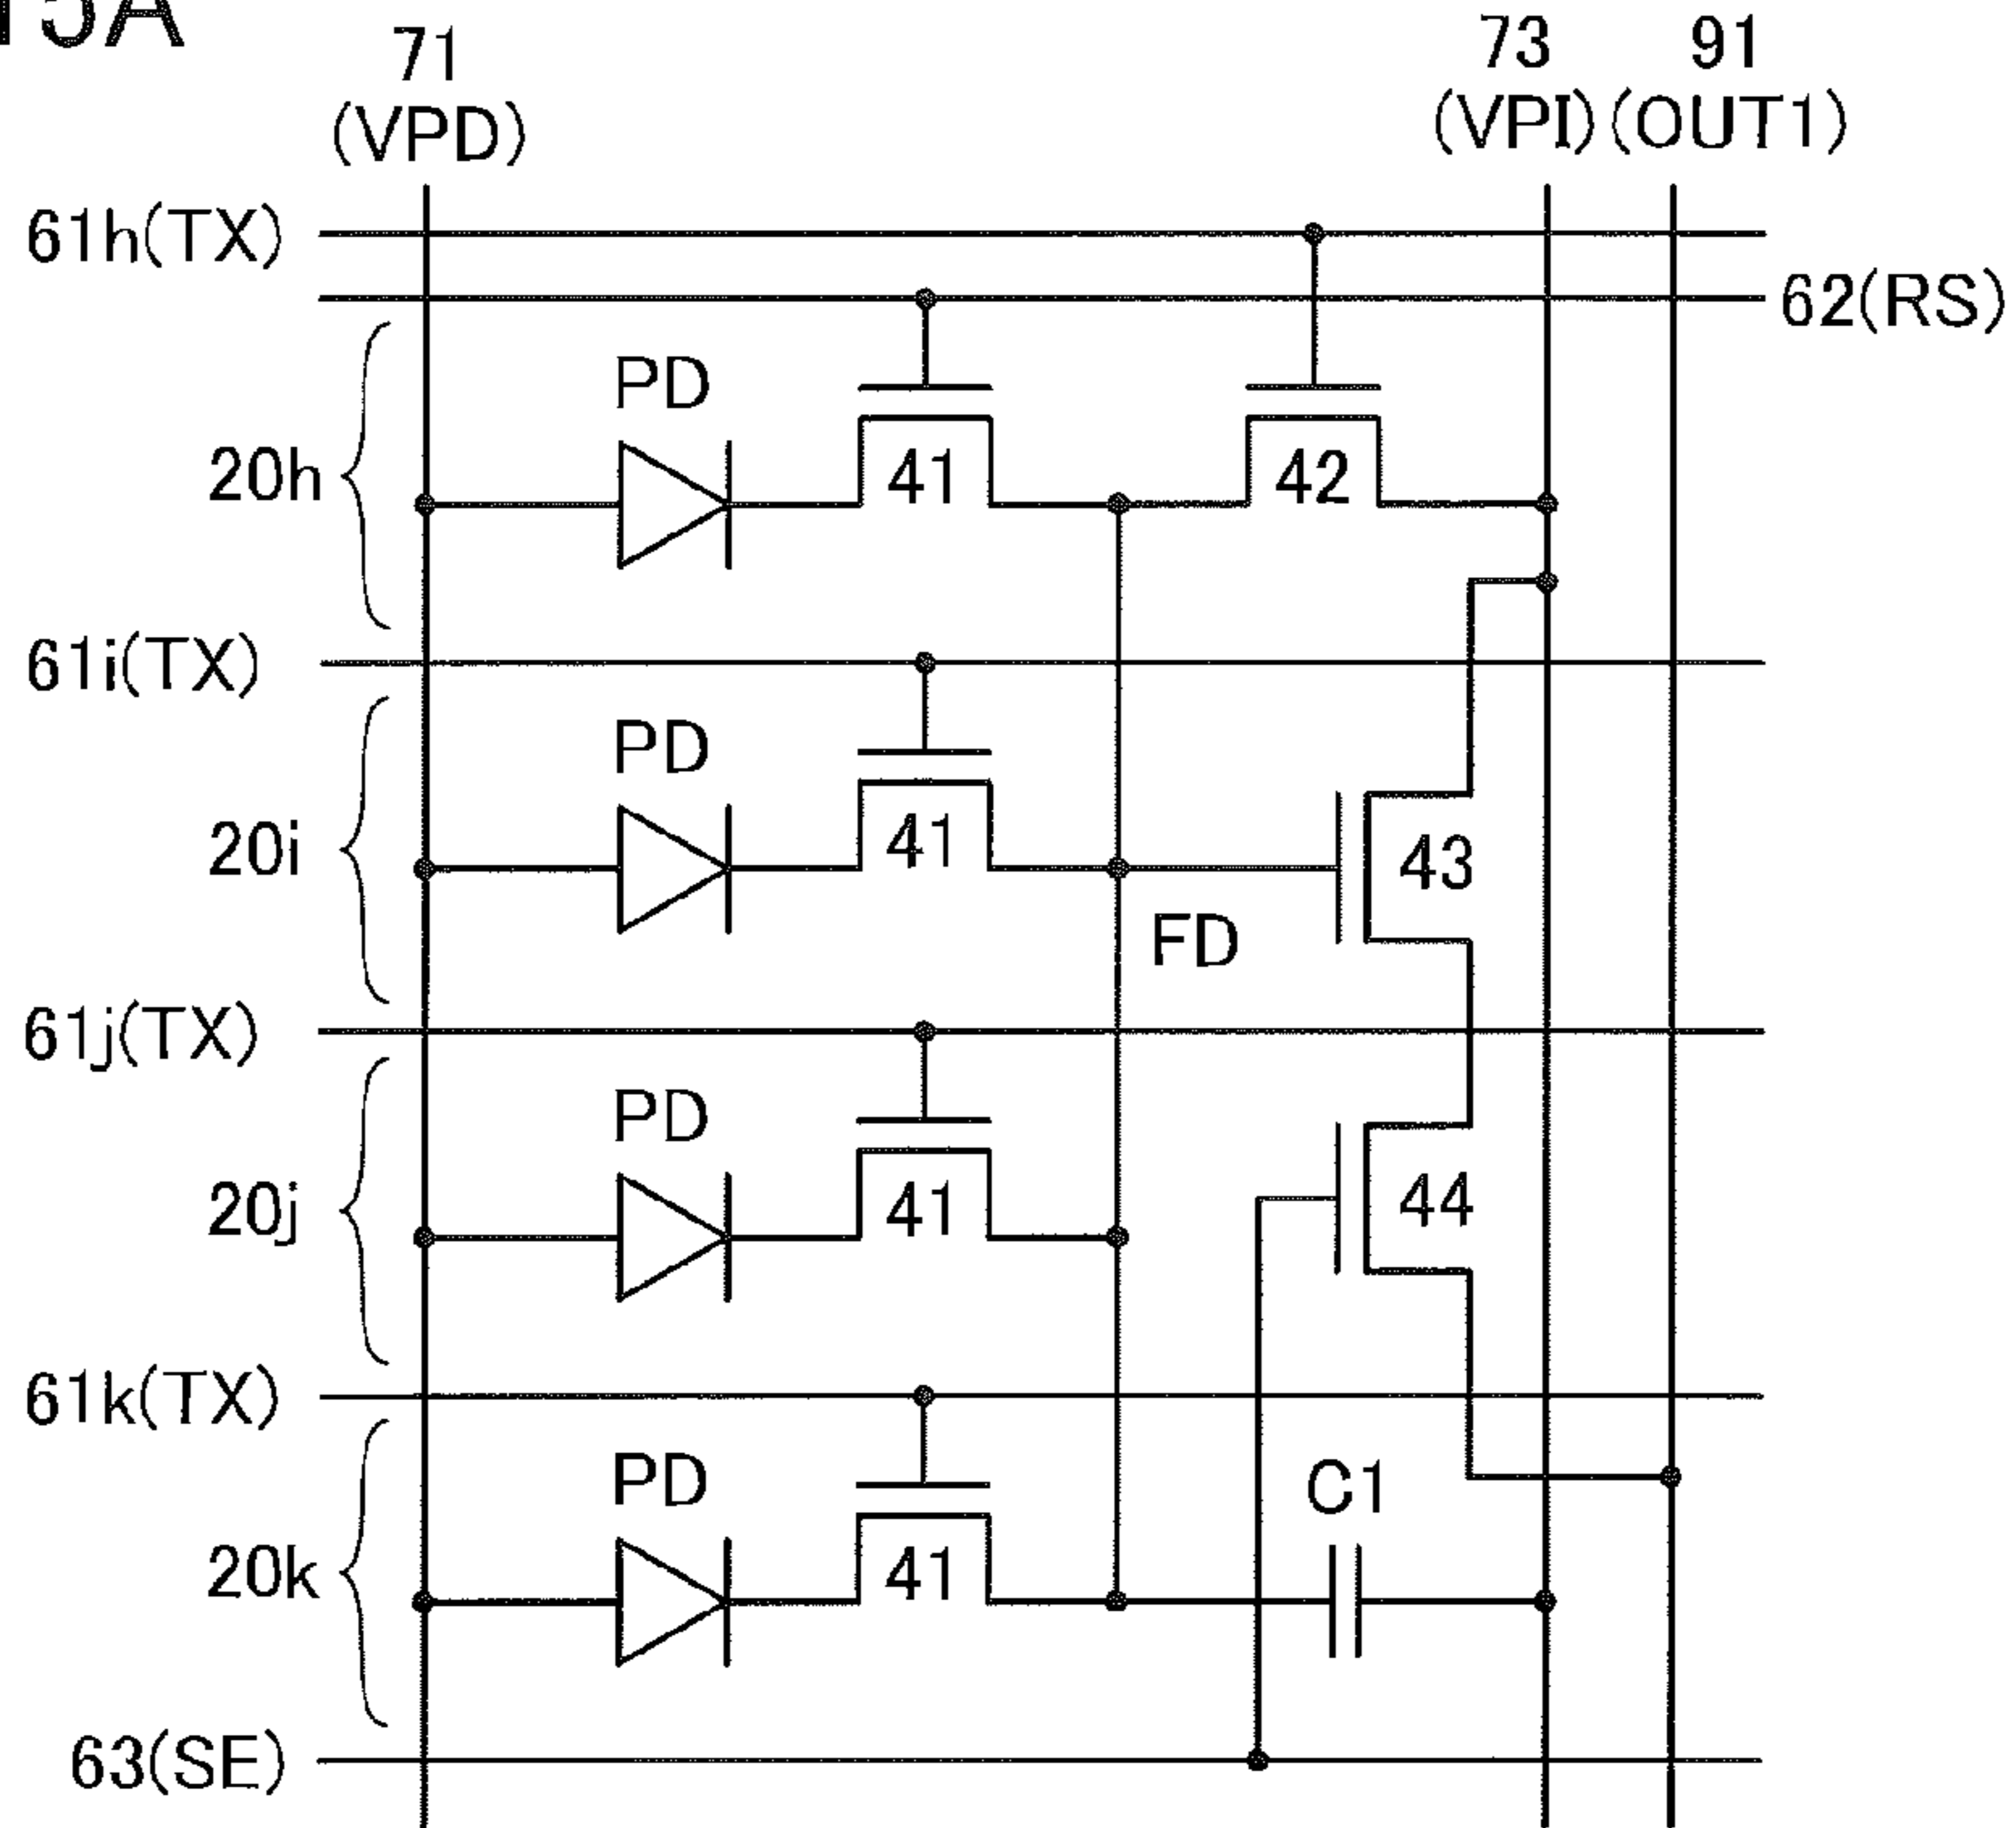 15A
71
(VPD)
73
(VPI)
91
(OUT1)
61h(TX)
62(RS)
20h
PD
41
42
61i(TX)
20i
PD
41
43
FD
61j(TX)
20j
PD
41
44
61k(TX)
20k
PD
41
C1
63(SE)